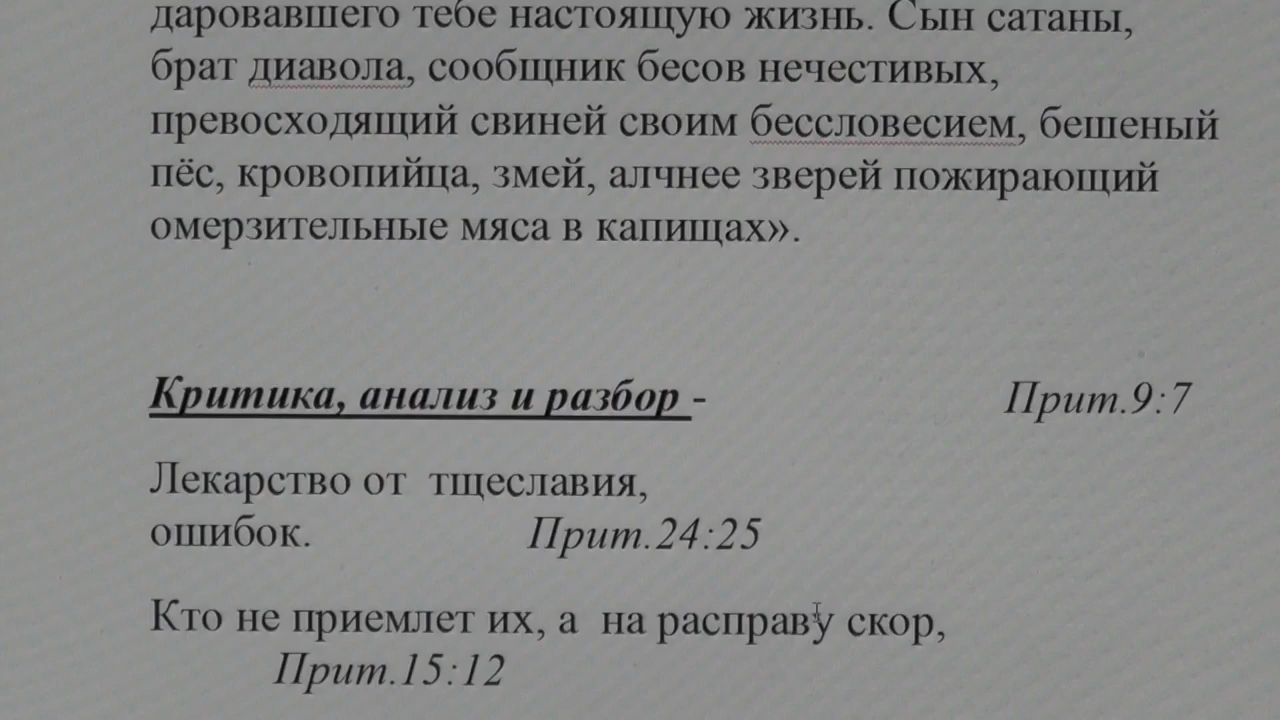 даровавшего тебе настоящую жизнь. Сын сатаны,
брат диавола, сообщник бесов нечестивых,
превосходящий свиней своим бессловесием, бешеный
пёс, кровопийца, змей, алчнее зверей пожирающий
омерзительные мяса в капищах».
Критика, анализ и разбор - Прит.9:7
Лекарство от тщеславия,
ошибок. Прит.24:25
Кто не приемлет их, а на расправу скор,
Прит.15:12